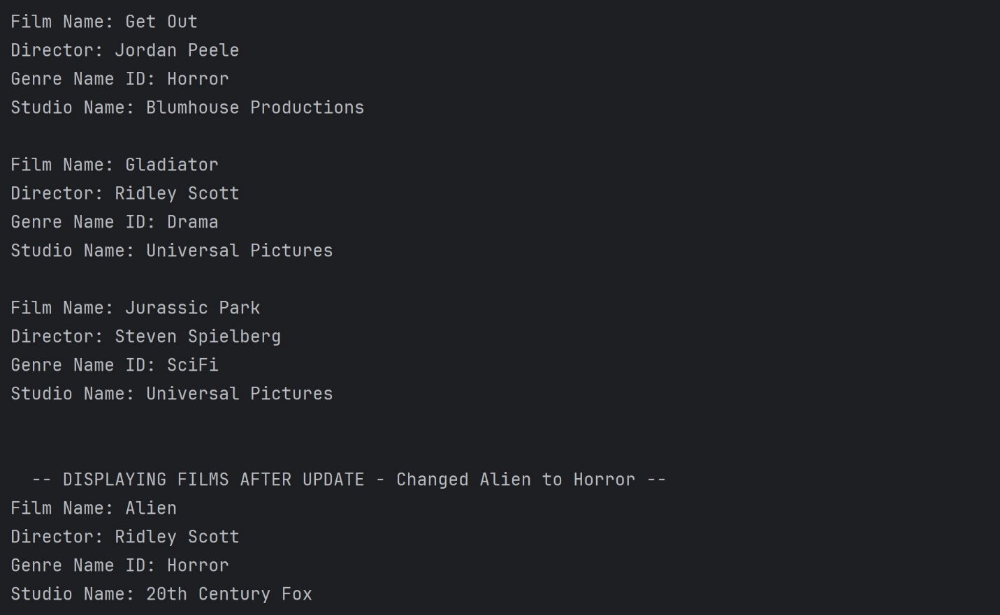 Film Name: Get Out
Director: Jordan Peele
Genre Name ID: Horror
Studio Name: Blumhouse Productions

Film Name: Gladiator
Director: Ridley Scott
Genre Name ID: Drama
Studio Name: Universal Pictures

Film Name: Jurassic Park
Director: Steven Spielberg
Genre Name ID: SciFi
Studio Name: Universal Pictures


  -- DISPLAYING FILMS AFTER UPDATE - Changed Alien to Horror --
Film Name: Alien
Director: Ridley Scott
Genre Name ID: Horror
Studio Name: 20th Century Fox